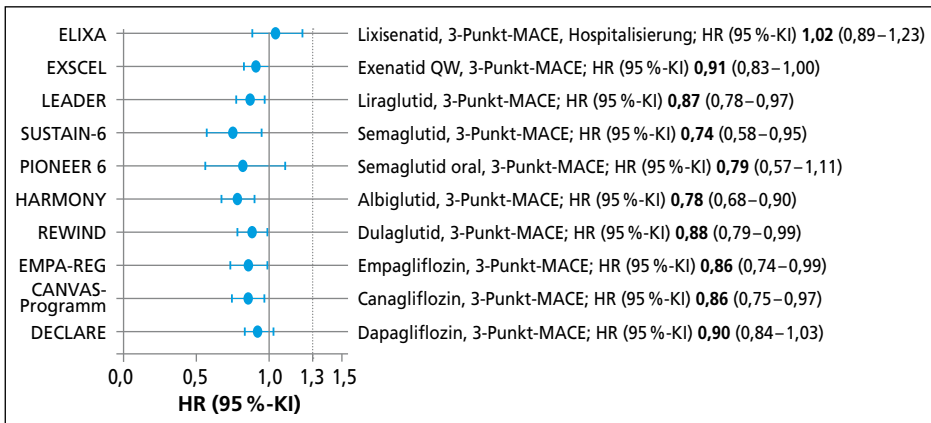 ELIXA Lixisenatid, 3-Punkt-MACE, Hospitalisierung; HR (95 %-KI) 1,02 (0,89–1,23)
EXSCEL Exenatid QW, 3-Punkt-MACE; HR (95 %-KI) 0,91 (0,83–1,00)
LEADER Liraglutid, 3-Punkt-MACE; HR (95 %-KI) 0,87 (0,78–0,97)
SUSTAIN-6 Semaglutid, 3-Punkt-MACE; HR (95 %-KI) 0,74 (0,58–0,95)
PIONEER 6 Semaglutid oral, 3-Punkt-MACE; HR (95 %-KI) 0,79 (0,57–1,11)
HARMONY Albiglutid, 3-Punkt-MACE; HR (95 %-KI) 0,78 (0,68–0,90)
REWIND Dulaglutid, 3-Punkt-MACE; HR (95 %-KI) 0,88 (0,79–0,99)
EMPA-REG Empagliflozin, 3-Punkt-MACE; HR (95 %-KI) 0,86 (0,74–0,99)
CANVAS-
Programm Canagliflozin, 3-Punkt-MACE; HR (95 %-KI) 0,86 (0,75–0,97)
DECLARE Dapagliflozin, 3-Punkt-MACE; HR (95 %-KI) 0,90 (0,84–1,03)
0,0 0,5 1,0 1,3 1,5
HR (95 %-KI)